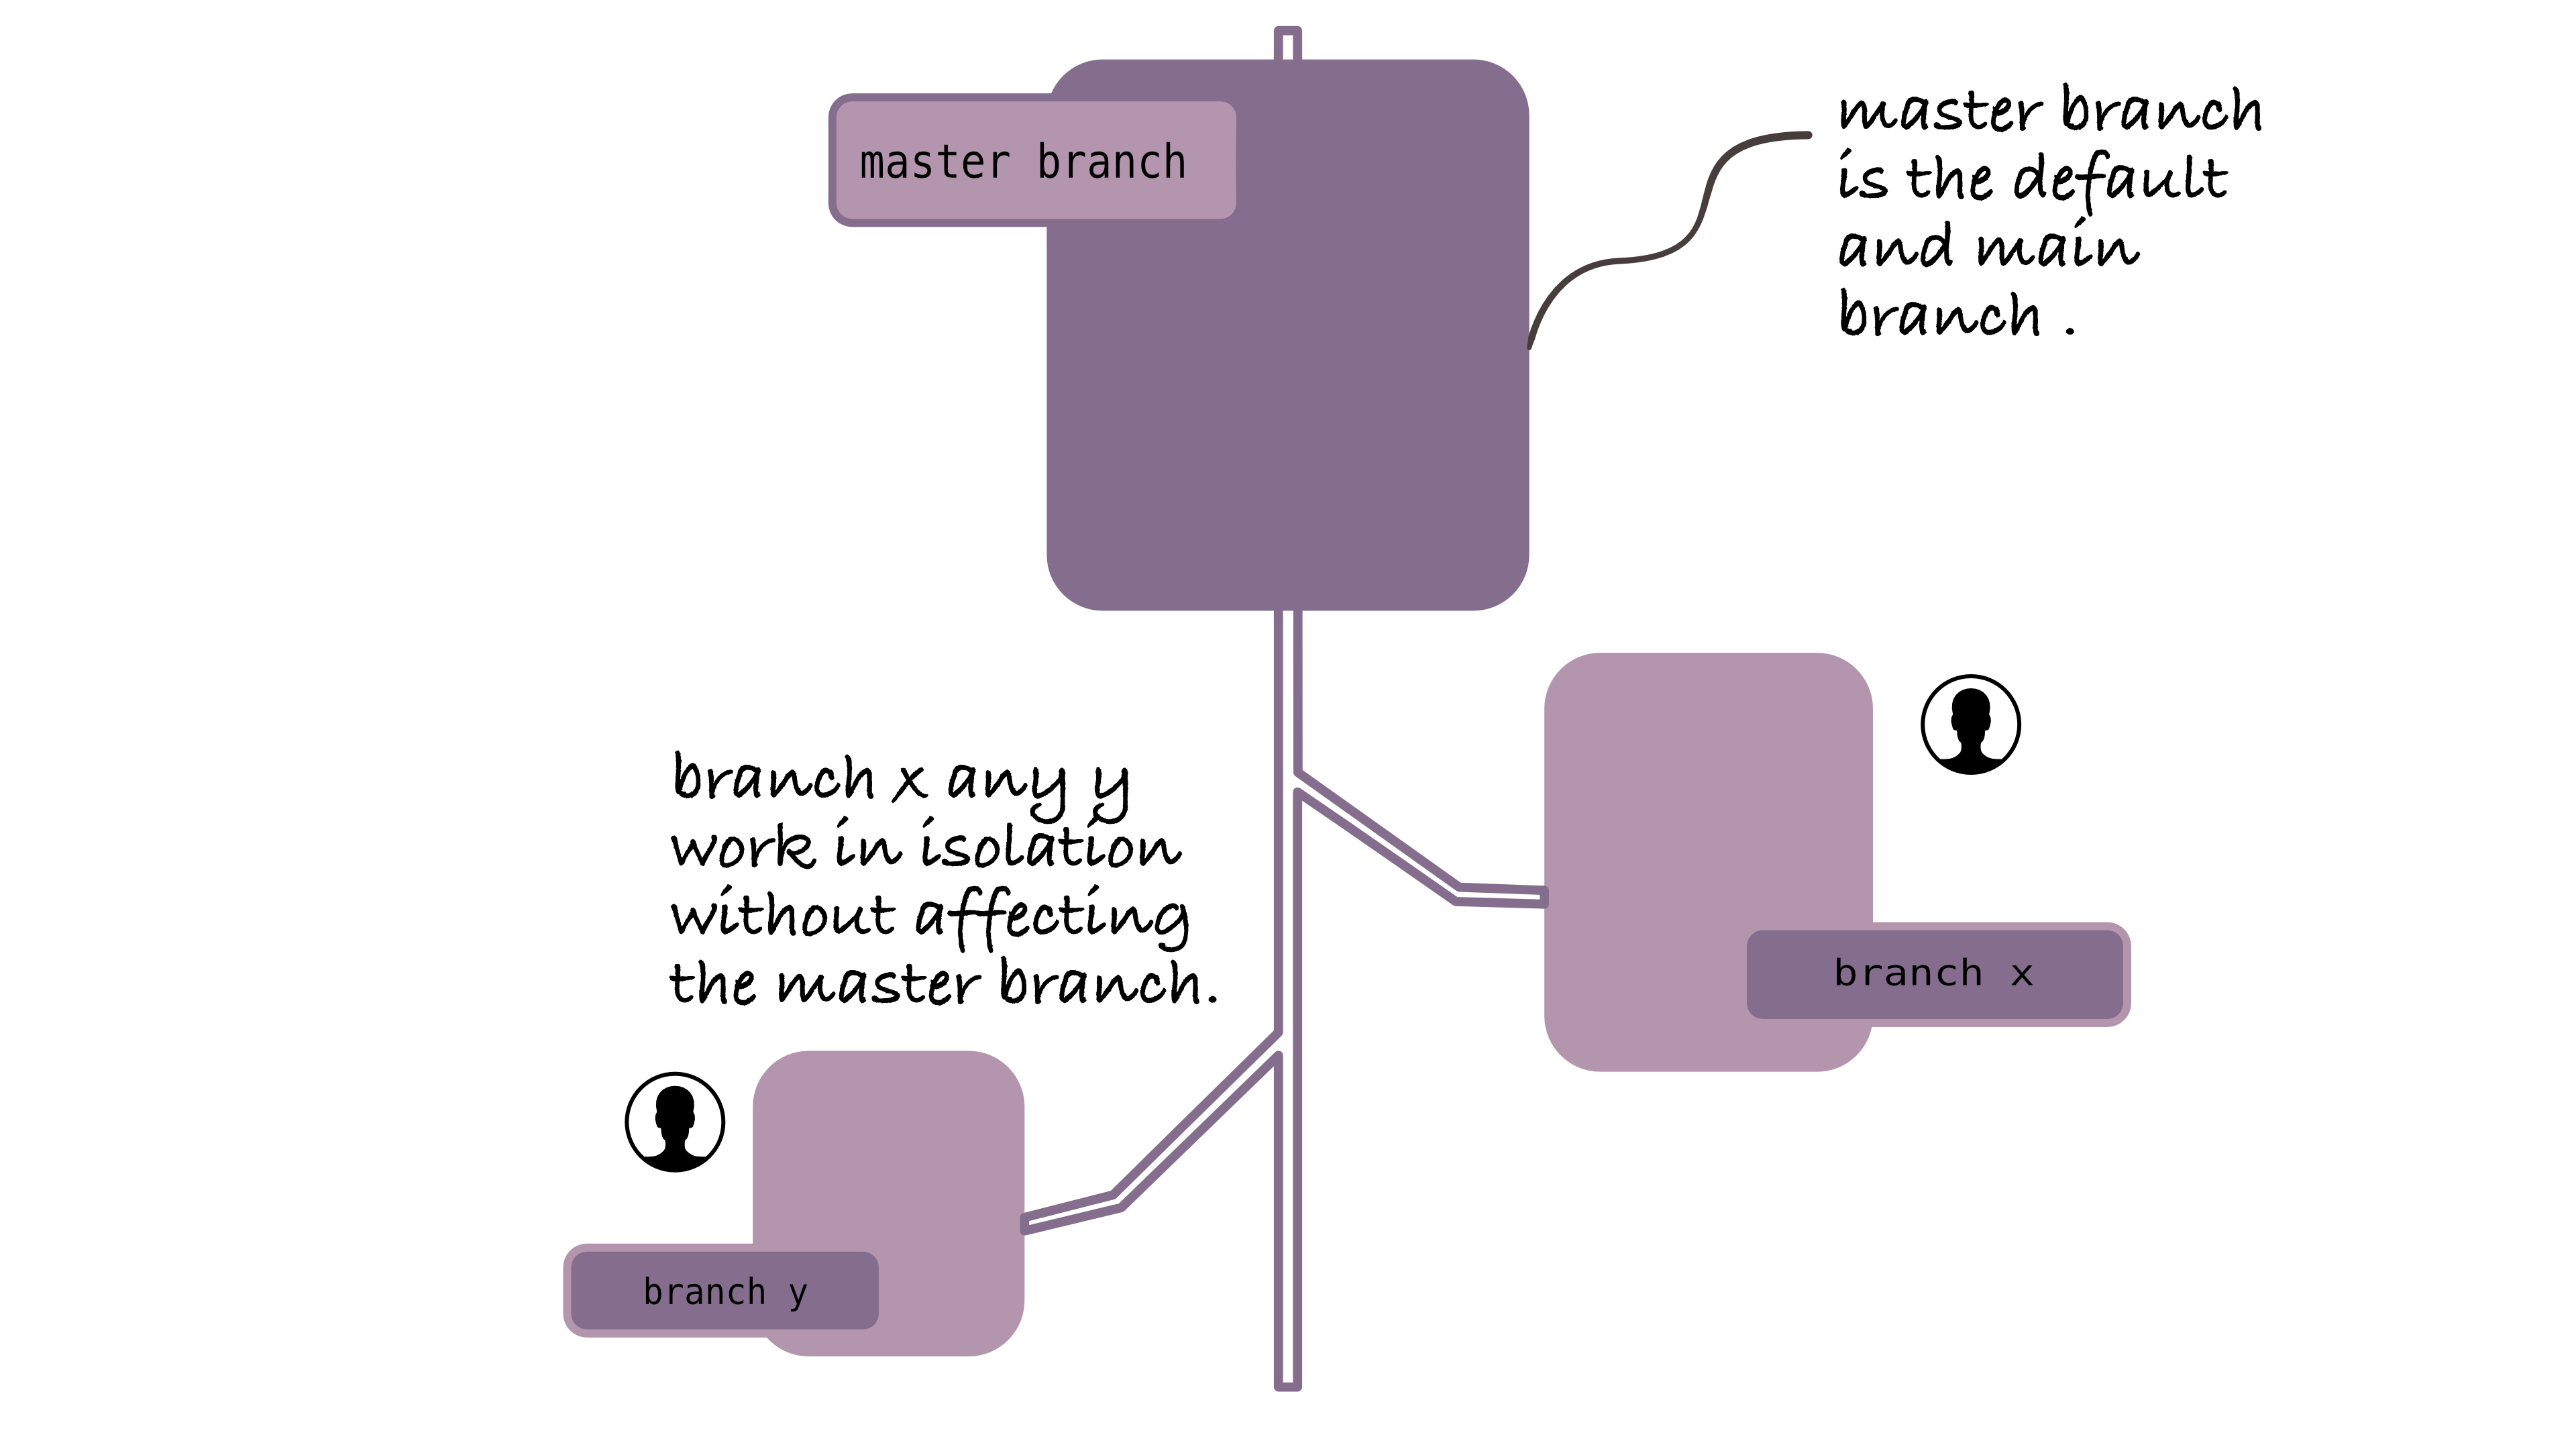 master branch
master branch
is the default
and main
branch .
branch x any y
work in isolation
without affecting
the master branch.
branch x
branch y